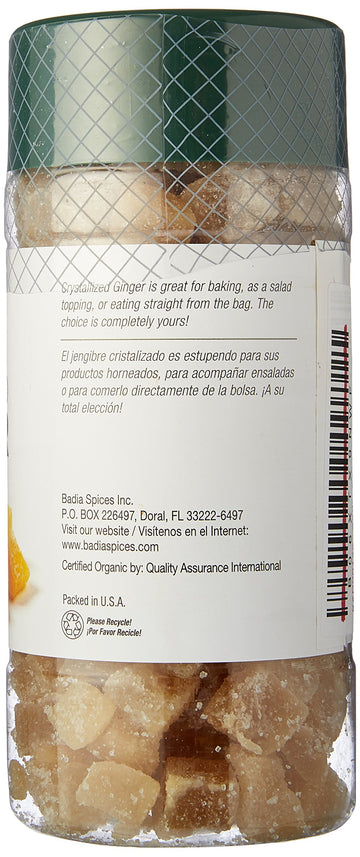 Crystallized Ginger is great for baking, as a salad
topping, or eating straight from the bag. The
choice is completely yours!
El jengibre cristalizado es estupendo para sus
productos horneados, para acompañar ensaladas
o para comerlo directamente de la bolsa. ¡A su
total elección!
Badia Spices Inc.
P.O. BOX 226497, Doral, FL 33222-6497
Visit our website / Visítenos en el Internet:
www.badiaspices.com
Certified Organic by: Quality Assurance International
Packed in U.S.A.
Please Recycle!
¡Por Favor Recicle!